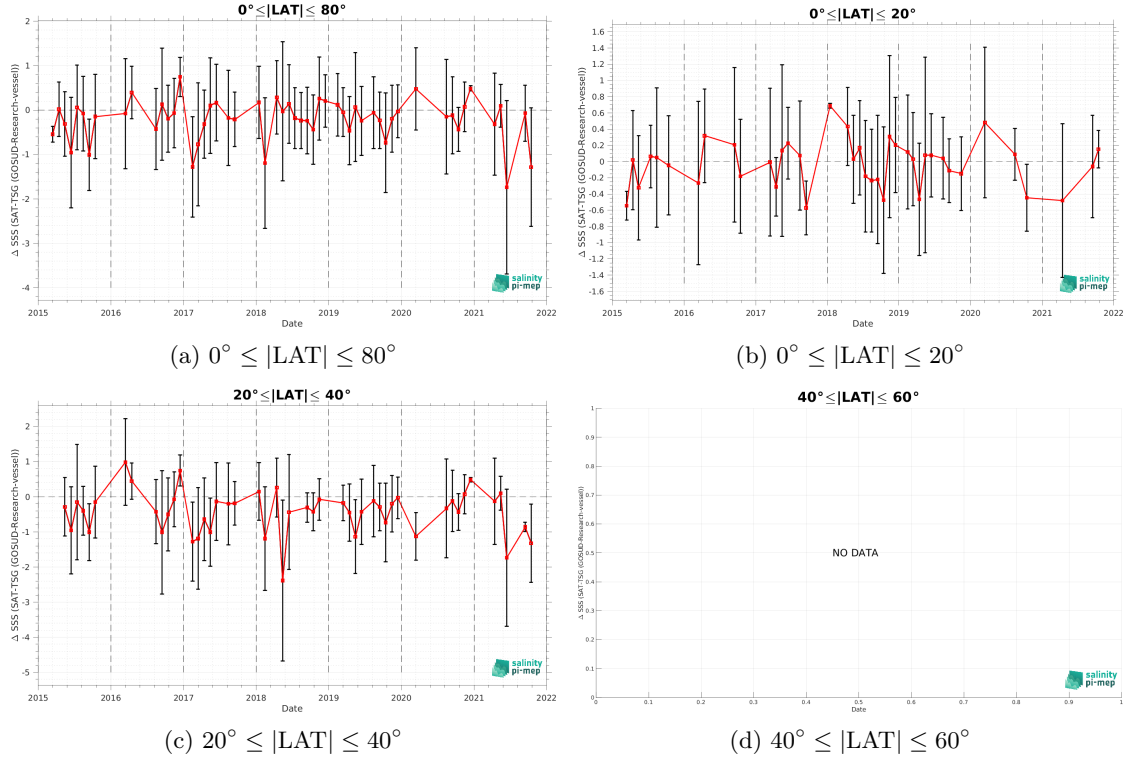 0°≤|LAT|≤ 80°
Δ SSS (SAT-TSG (GOSUD-Research-vessel))
2
1
0
-1
-2
-3
-4
2015 2016 2017 2018 2019 2020 2021 2022
Date
salinity
pi-mep
(a) 0° ≤ |LAT| ≤ 80°
0°≤|LAT|≤ 20°
Δ SSS (SAT-TSG (GOSUD-Research-vessel))
1.6
1.4
1.2
1
0.8
0.6
0.4
0.2
0
-0.2
-0.4
-0.6
-0.8
-1
-1.2
-1.4
-1.6
2015 2016 2017 2018 2019 2020 2021 2022
Date
salinity
pi-mep
(b) 0° ≤ |LAT| ≤ 20°
20°≤|LAT|≤ 40°
Δ SSS (SAT-TSG (GOSUD-Research-vessel))
2
1
0
-1
-2
-3
-4
-5
2015 2016 2017 2018 2019 2020 2021 2022
Date
salinity
pi-mep
(c) 20° ≤ |LAT| ≤ 40°
40°≤|LAT|≤ 60°
Δ SSS (SAT-TSG (GOSUD-Research-vessel))
1
0.9
0.8
0.7
0.6
0.5
0.4
0.3
0.2
0.1
0
NO DATA
0 0.1 0.2 0.3 0.4 0.5 0.6 0.7 0.8 0.9 1
Date
salinity
pi-mep
(d) 40° ≤ |LAT| ≤ 60°